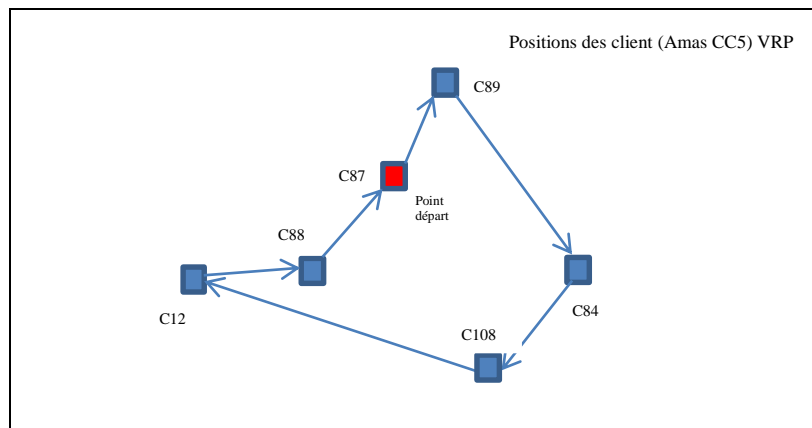 Positions des client (Amas CC5) VRP
C89
C87
Point
départ
C88
C12
C84
C108